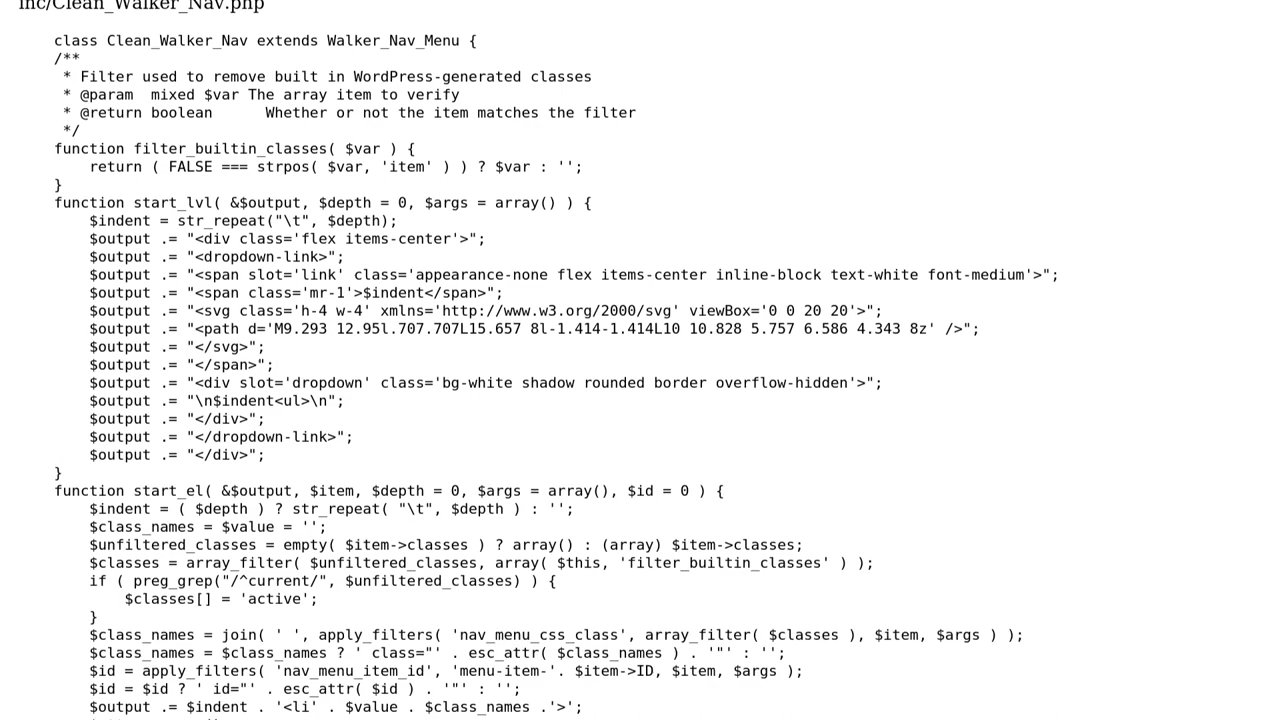 inc/Clean_Walker_Nav.php
class Clean_Walker_Nav extends Walker_Nav_Menu {
/**
 * Filter used to remove built in WordPress-generated classes
 * @param  mixed $var The array item to verify
 * @return boolean      Whether or not the item matches the filter
 */
function filter_builtin_classes( $var ) {
    return ( FALSE === strpos( $var, 'item' ) ) ? $var : '';
}
function start_lvl( &$output, $depth = 0, $args = array() ) {
    $indent = str_repeat("\t", $depth);
    $output .= "<div class='flex items-center'>";
    $output .= "<dropdown-link>";
    $output .= "<span slot='link' class='appearance-none flex items-center inline-block text-white font-medium'>";
    $output .= "<span class='mr-1'>$indent</span>";
    $output .= "<svg class='h-4 w-4' xmlns='http://www.w3.org/2000/svg' viewBox='0 0 20 20'>";
    $output .= "<path d='M9.293 12.95l.707.707L15.657 8l-1.414-1.414L10 10.828 5.757 6.586 4.343 8z' />";
    $output .= "</svg>";
    $output .= "</span>";
    $output .= "<div slot='dropdown' class='bg-white shadow rounded border overflow-hidden'>";
    $output .= "\n$indent<ul>\n";
    $output .= "</div>";
    $output .= "</dropdown-link>";
    $output .= "</div>";
}
function start_el( &$output, $item, $depth = 0, $args = array(), $id = 0 ) {
    $indent = ( $depth ) ? str_repeat( "\t", $depth ) : '';
    $class_names = $value = '';
    $unfiltered_classes = empty( $item->classes ) ? array() : (array) $item->classes;
    $classes = array_filter( $unfiltered_classes, array( $this, 'filter_builtin_classes' ) );
    if ( preg_grep("/^current/", $unfiltered_classes) ) {
        $classes[] = 'active';
    }
    $class_names = join( ' ', apply_filters( 'nav_menu_css_class', array_filter( $classes ), $item, $args ) );
    $class_names = $class_names ? ' class="' . esc_attr( $class_names ) . '"' : '';
    $id = apply_filters( 'nav_menu_item_id', 'menu-item-'. $item->ID, $item, $args );
    $id = $id ? ' id="' . esc_attr( $id ) . '"' : '';
    $output .= $indent . '<li' . $value . $class_names .'>';